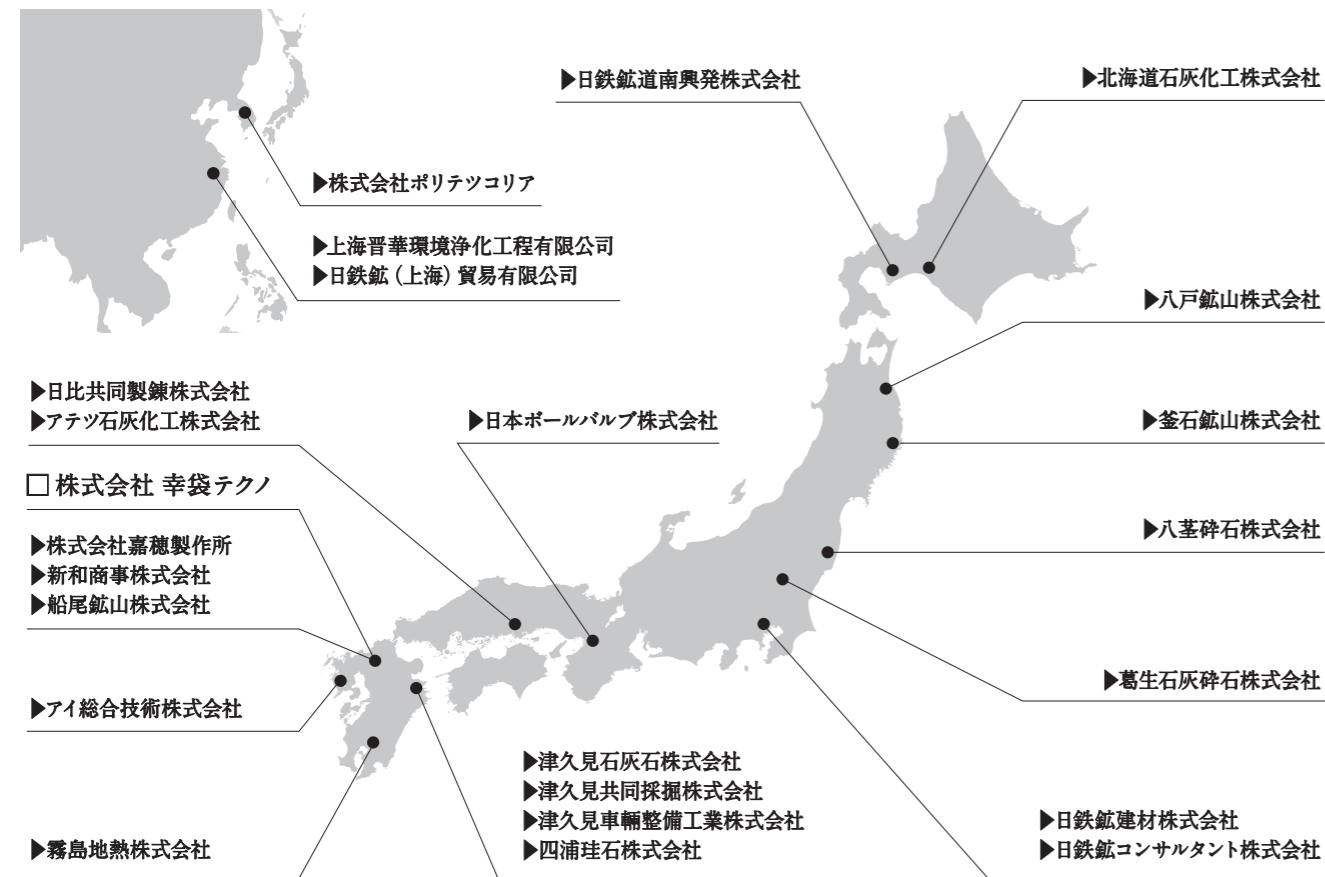 ▶日鉄鉱道南興発株式会社
▶北海道石灰化工株式会社
▶株式会社ポリテツコリア
▶上海晋華環境浄化工程有限公司
▶日鉄鉱（上海）貿易有限公司
▶八戸鉱山株式会社
▶日比共同製錬株式会社
▶アテツ石灰化工株式会社
▶日本ボールバルブ株式会社
▶釜石鉱山株式会社
□ 株式会社 幸袋テクノ
▶八茎砕石株式会社
▶株式会社嘉穂製作所
▶新和商事株式会社
▶船尾鉱山株式会社
▶葛生石灰砕石株式会社
▶アイ総合技術株式会社
▶津久見石灰石株式会社
▶津久見共同採掘株式会社
▶津久見車輛整備工業株式会社
▶四浦珪石株式会社
▶日鉄鉱建材株式会社
▶日鉄鉱コンサルタント株式会社
▶霧島地熱株式会社